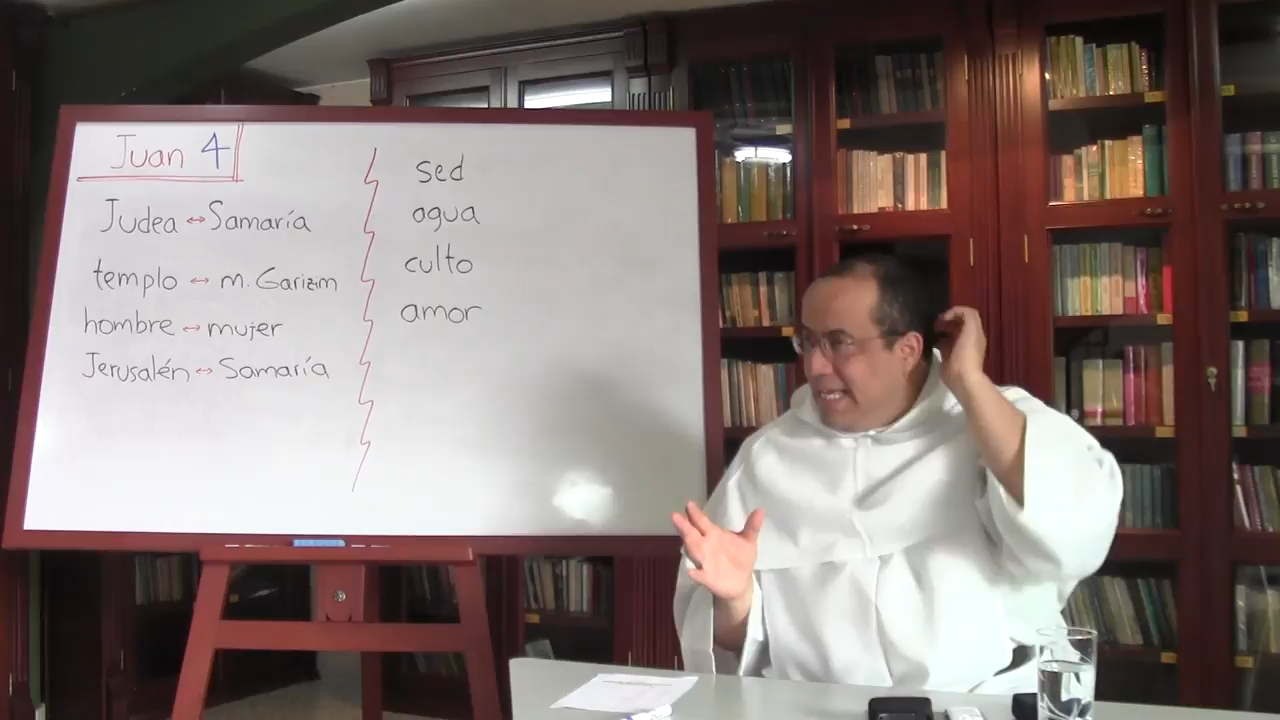 Juan 4
Judea ↔ Samaría
templo ↔ m. Garizim
hombre ↔ mujer
Jerusalén ↔ Samaría
sed
agua
culto
amor